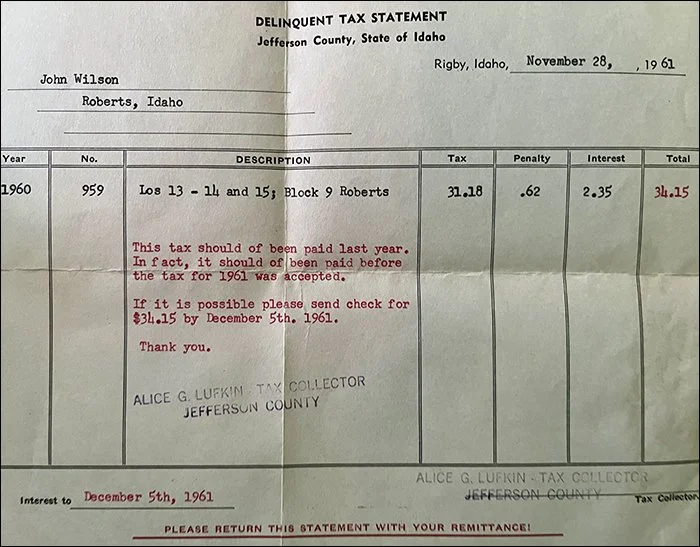 DELINQUENT TAX STATEMENT
Jefferson County, State of Idaho
Rigby, Idaho, November 28, , 1961
John Wilson
Roberts, Idaho
Year No. DESCRIPTION Tax Penalty Interest Total
1960 959 Los 13 - 14 and 15; Block 9 Roberts 31.18 .62 2.35 34.15
This tax should of been paid last year.
In fact, it should of been paid before
the tax for 1961 was accepted.
If it is possible please send check for
$34.15 by December 5th. 1961.
Thank you.
ALICE G. LUFKIN - TAX COLLECTOR
JEFFERSON COUNTY
ALICE G. LUFKIN - TAX COLLECTOR
JEFFERSON COUNTY
Interest to December 5th, 1961 Tax Collector
PLEASE RETURN THIS STATEMENT WITH YOUR REMITTANCE!